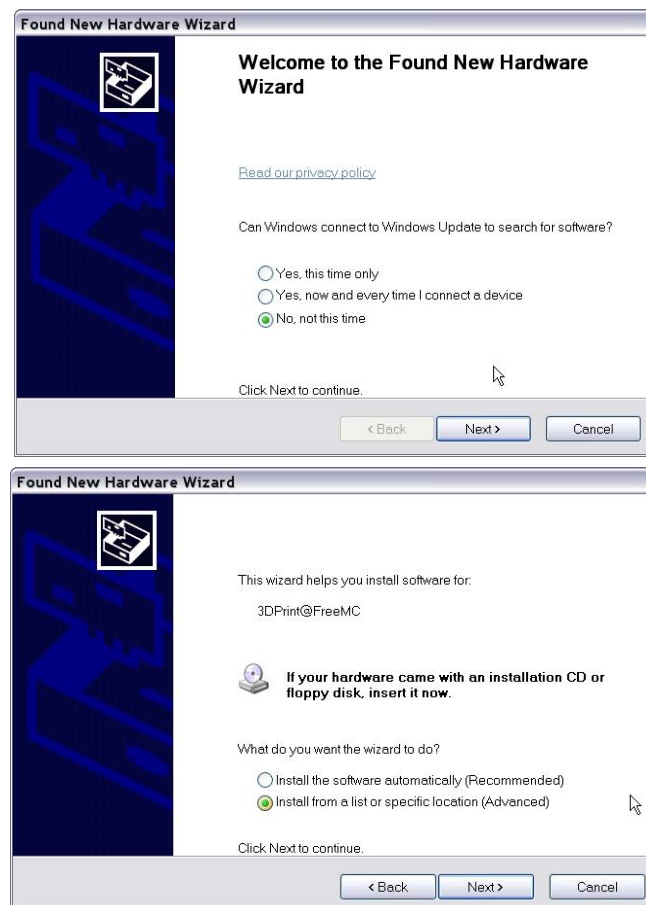 Found New Hardware Wizard
Welcome to the Found New Hardware
Wizard
Read our privacy policy
Can Windows connect to Windows Update to search for software?
Yes, this time only
Yes, now and every time I connect a device
No, not this time
Click Next to continue.
< Back Next > Cancel
Found New Hardware Wizard
This wizard helps you install software for:
3DPrint@FreeMC
If your hardware came with an installation CD or
floppy disk, insert it now.
What do you want the wizard to do?
Install the software automatically (Recommended)
Install from a list or specific location (Advanced)
Click Next to continue.
< Back Next > Cancel